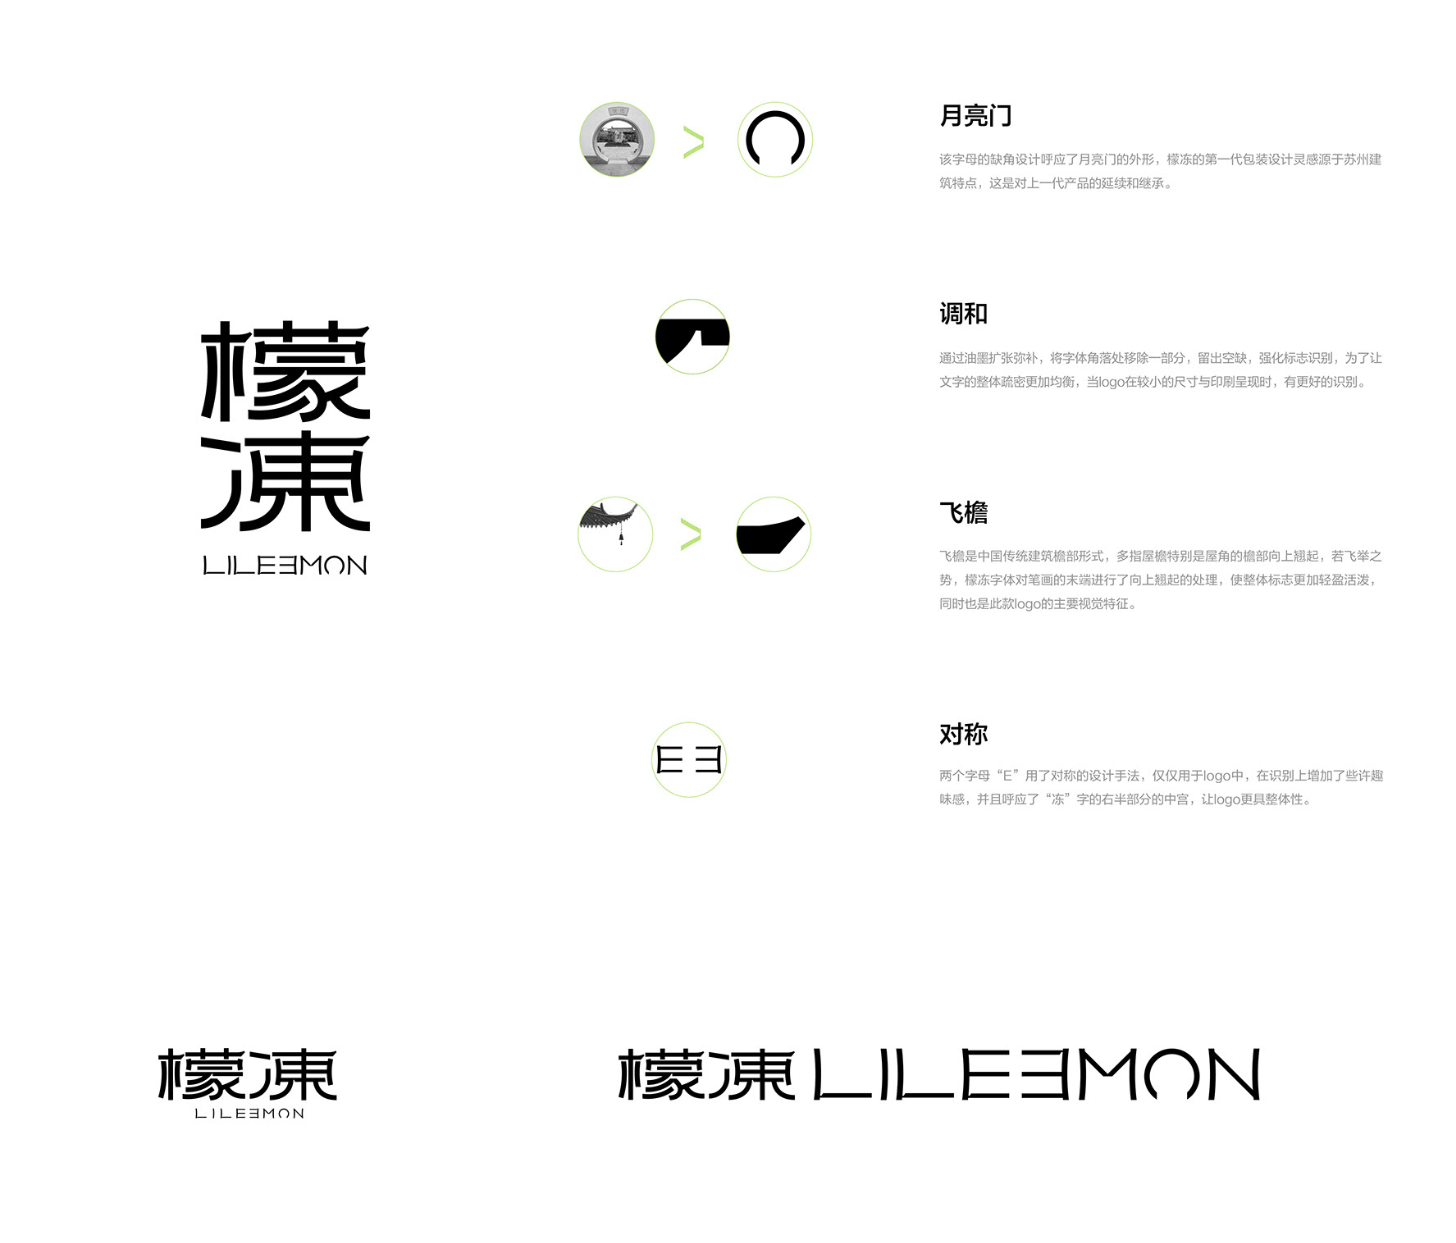 月亮门
该字母的缺角设计呼应了月亮门的外形，檬冻的第一代包装设计灵感源于苏州建
筑特点，这是对上一代产品的延续和继承。
檬
凍
LILEEMON
调和
通过油墨扩张弥补，将字体角落处移除一部分，留出空缺，强化标志识别，为了让
文字的整体疏密更加均衡，当logo在较小的尺寸与印刷呈现时，有更好的识别。
飞檐
飞檐是中国传统建筑檐部形式，多指屋檐特别是屋角的檐部向上翘起，若飞举之
势，檬冻字体对笔画的末端进行了向上翘起的处理，使整体标志更加轻盈活泼，
同时也是此款logo的主要视觉特征。
E E
对称
两个字母“E”用了对称的设计手法，仅仅用于logo中，在识别上增加了些许趣
味感，并且呼应了“冻”字的右半部分的中宫，让logo更具整体性。
檬凍
LILEEMON
檬凍LILEEMON